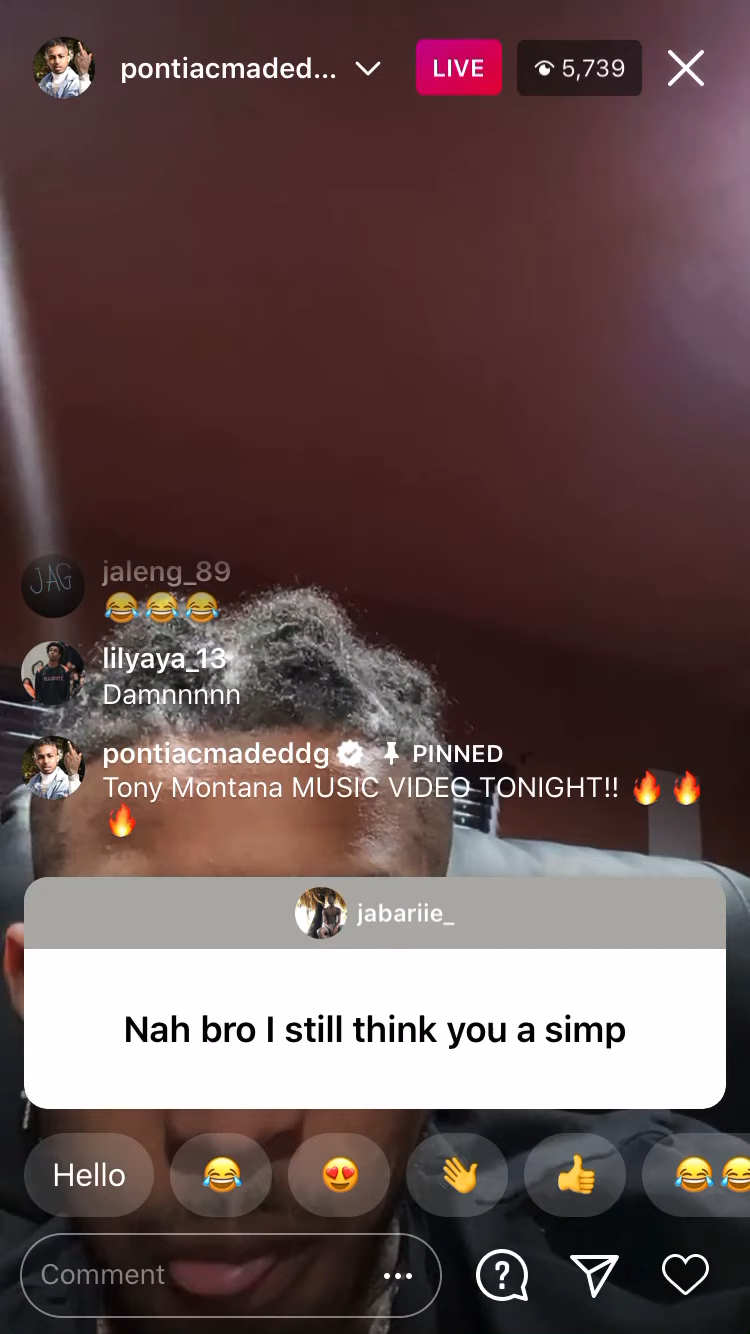 pontiacmaded...
LIVE
5,739
JAG
jaleng_89
😂😂😂
lilyaya_13
Damnnnnn
pontiacmadeddg PINNED
Tony Montana MUSIC VIDEO TONIGHT!! 🔥🔥
🔥
jabariie_
Nah bro I still think you a simp
Hello 😂 😍 👋 👍 😂😂
Comment